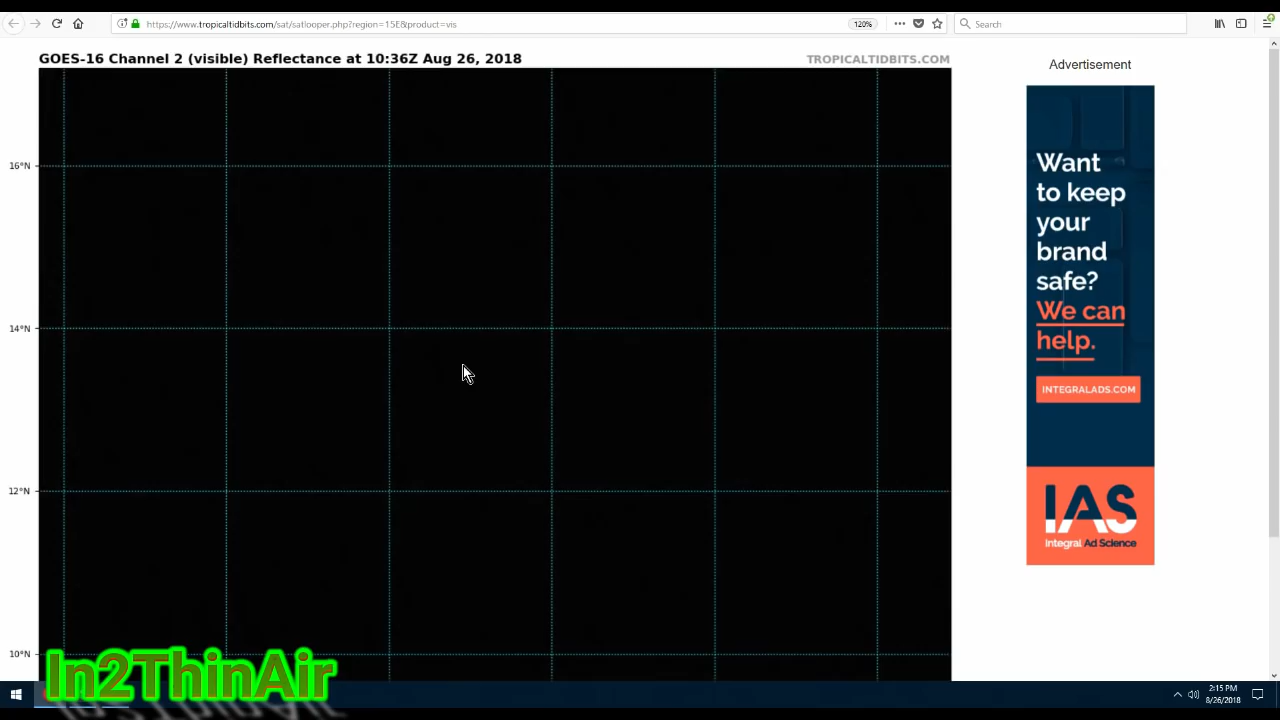 https://www.tropicaltidbits.com/sat/satlooper.php?region=15E&product=vis
120%
Search
GOES-16 Channel 2 (visible) Reflectance at 10:36Z Aug 26, 2018
TROPICALTIDBITS.COM
Advertisement
16°N
14°N
12°N
10°N
Want
to keep
your
brand
safe?
We can
help.
INTEGRALADS.COM
IAS
Integral Ad Science
In2ThinAir
2:15 PM
8/26/2018